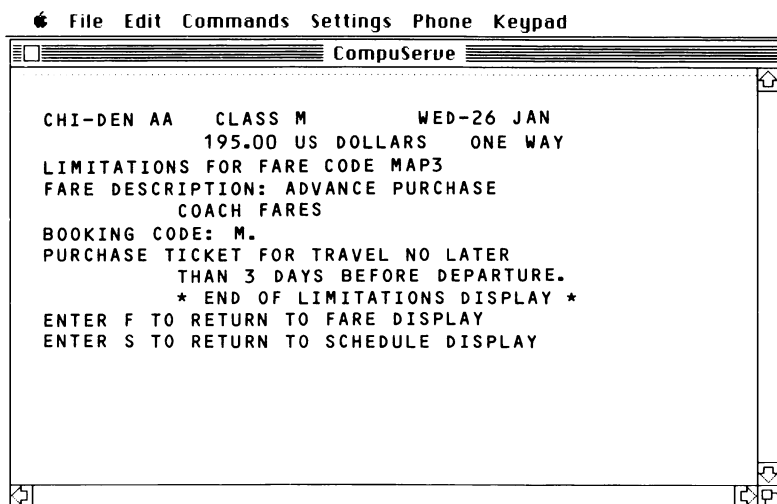 File Edit Commands Settings Phone Keypad
CompuServe
CHI-DEN AA CLASS M WED-26 JAN
195.00 US DOLLARS ONE WAY
LIMITATIONS FOR FARE CODE MAP3
FARE DESCRIPTION: ADVANCE PURCHASE
COACH FARES
BOOKING CODE: M.
PURCHASE TICKET FOR TRAVEL NO LATER
THAN 3 DAYS BEFORE DEPARTURE.
* END OF LIMITATIONS DISPLAY *
ENTER F TO RETURN TO FARE DISPLAY
ENTER S TO RETURN TO SCHEDULE DISPLAY